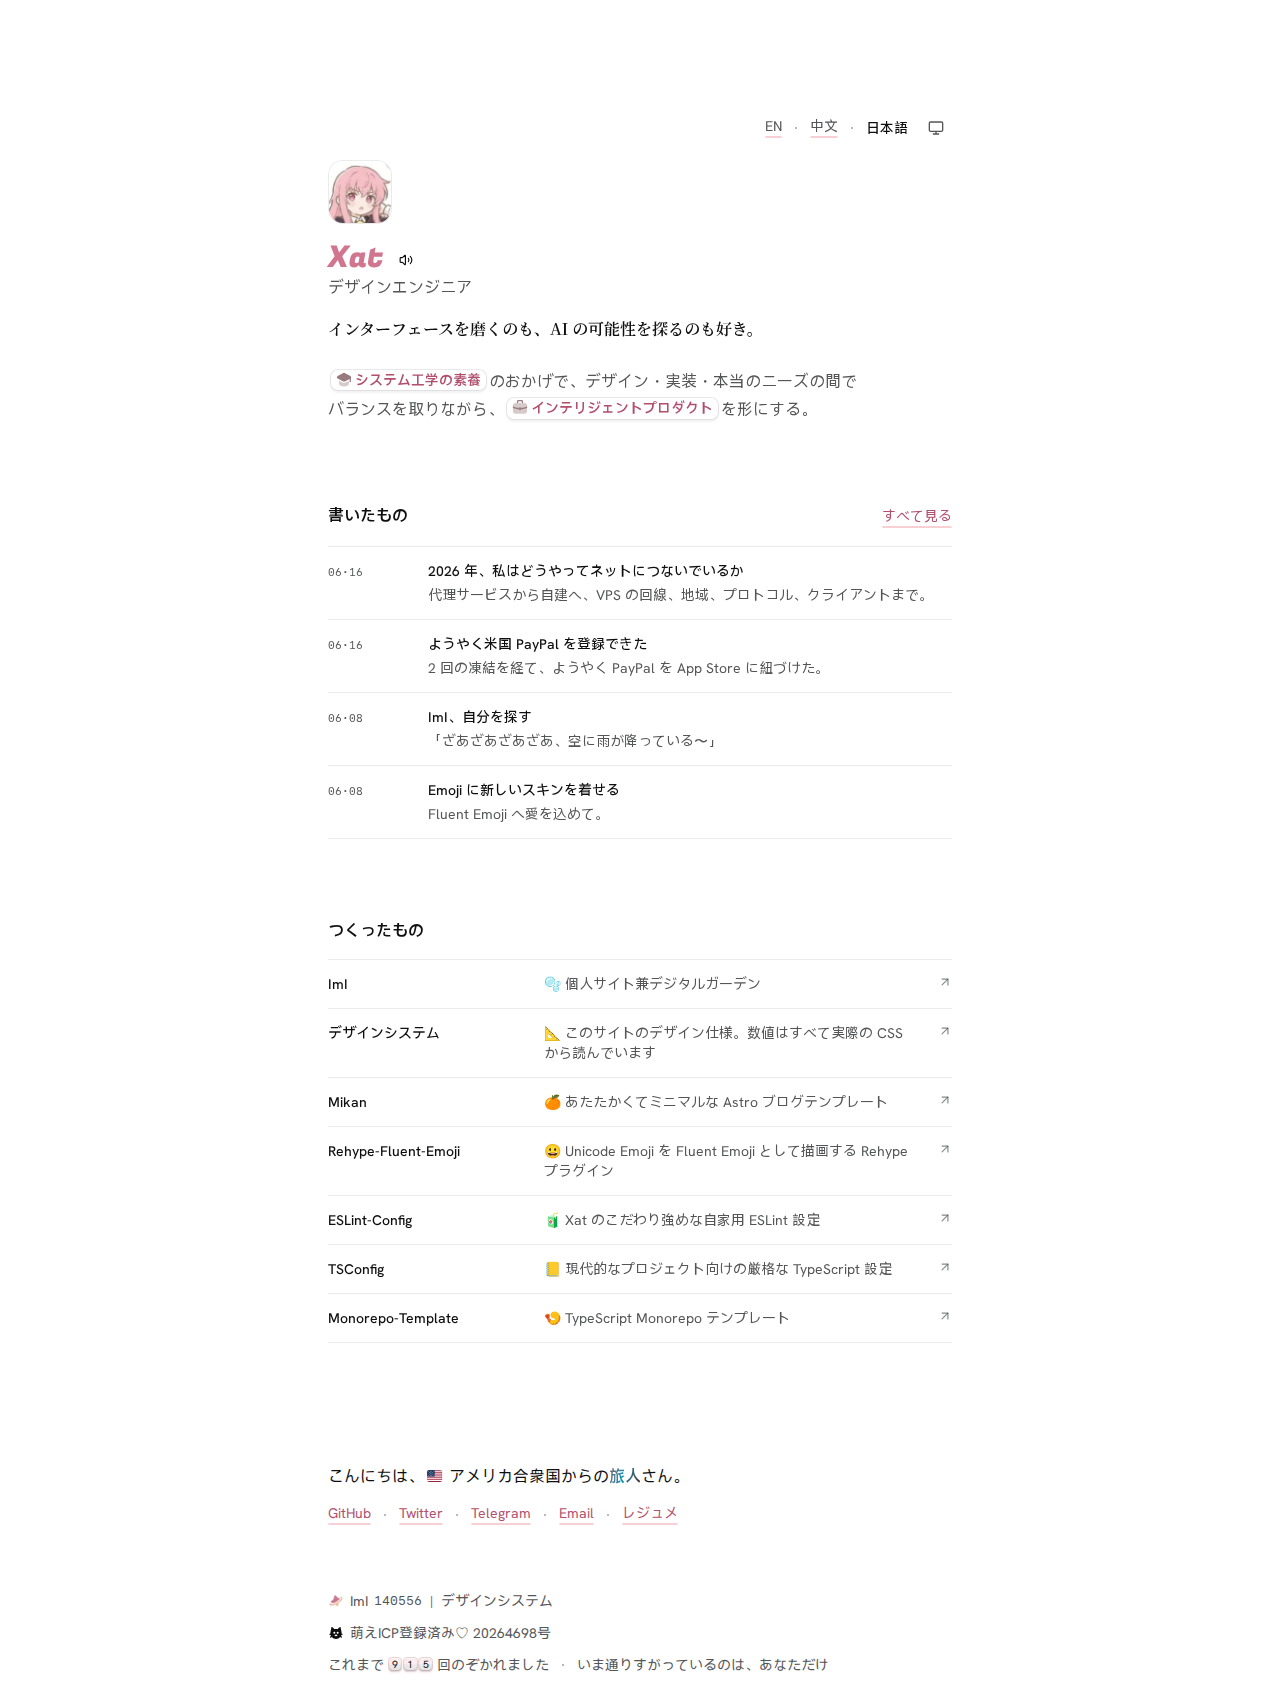 EN · 中文 · 日本語
Xat
デザインエンジニア
インターフェースを磨くのも、AI の可能性を探るのも好き。
システム工学の素養のおかげで、デザイン・実装・本当のニーズの間で
バランスを取りながら、インテリジェントプロダクトを形にする。
書いたもの すべて見る
06·16 2026 年、私はどうやってネットにつないでいるか
代理サービスから自建へ、VPS の回線、地域、プロトコル、クライアントまで。
06·16 ようやく米国 PayPal を登録できた
2 回の凍結を経て、ようやく PayPal を App Store に紐づけた。
06·08 ImI、自分を探す
「ざあざあざあざあ、空に雨が降っている〜」
06·08 Emoji に新しいスキンを着せる
Fluent Emoji へ愛を込めて。
つくったもの
ImI 🫧 個人サイト兼デジタルガーデン
デザインシステム 📐 このサイトのデザイン仕様。数値はすべて実際の CSS
から読んでいます
Mikan 🍊 あたたかくてミニマルな Astro ブログテンプレート
Rehype-Fluent-Emoji 😀 Unicode Emoji を Fluent Emoji として描画する Rehype
プラグイン
ESLint-Config 🧃 Xat のこだわり強めな自家用 ESLint 設定
TSConfig 📒 現代的なプロジェクト向けの厳格な TypeScript 設定
Monorepo-Template 🍤 TypeScript Monorepo テンプレート
こんにちは、🇺🇸 アメリカ合衆国からの旅人さん。
GitHub · Twitter · Telegram · Email · レジュメ
ImI 140556 | デザインシステム
萌えICP登録済み♡ 20264698号
これまで 915 回のぞかれました · いま通りすがっているのは、あなただけ